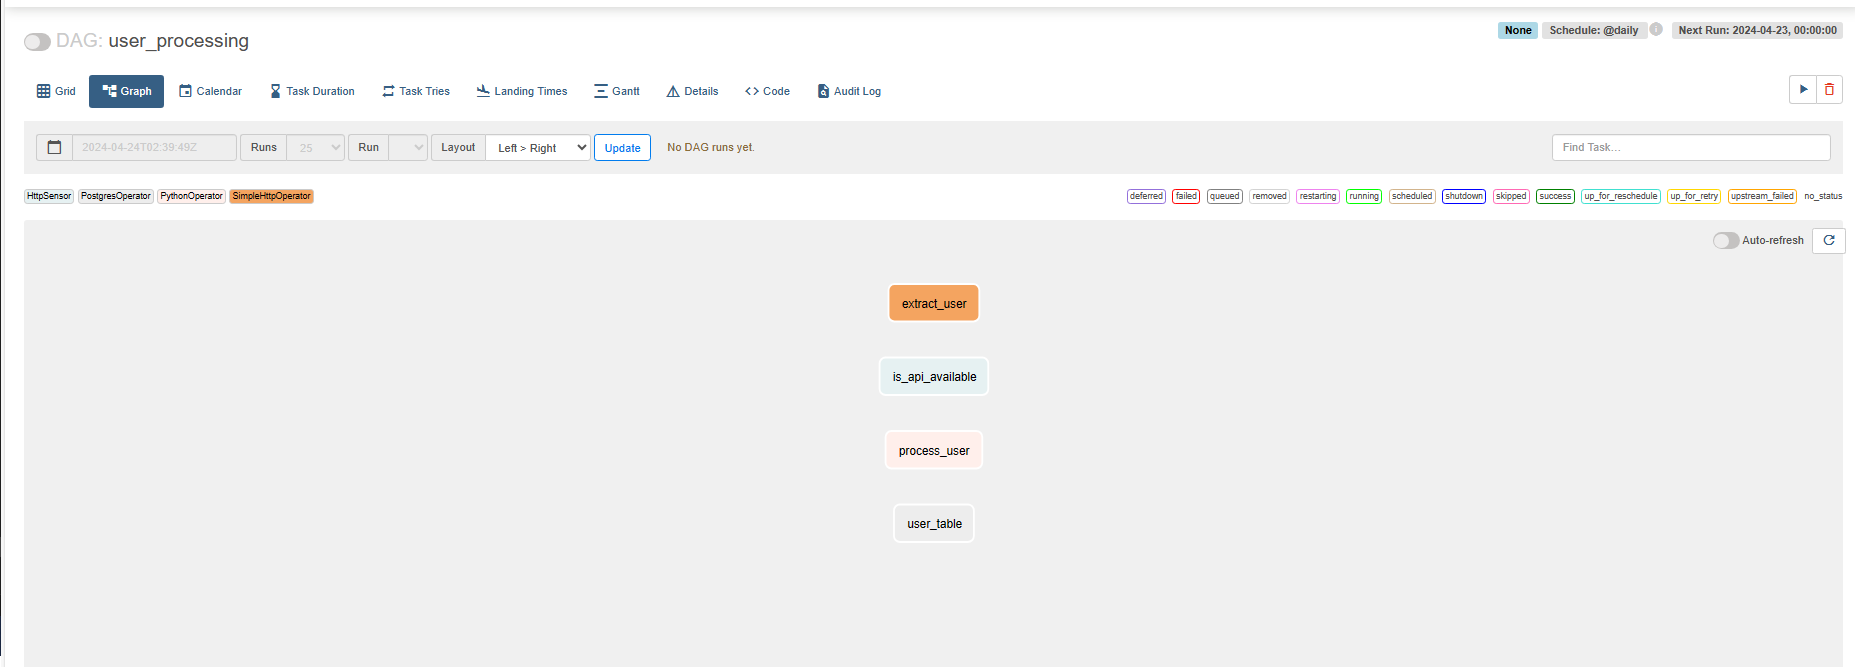 DAG: user_processing
None Schedule: @daily Next Run: 2024-04-23, 00:00:00
Grid Graph Calendar Task Duration Task Tries Landing Times Gantt Details Code Audit Log
2024-04-24T02:39:49Z Runs 25 Run Layout Left > Right Update No DAG runs yet. Find Task...
HttpSensor PostgresOperator PythonOperator SimpleHttpOperator
deferred failed queued removed restarting running scheduled shutdown skipped success up_for_reschedule up_for_retry upstream_failed no_status
Auto-refresh
extract_user
is_api_available
process_user
user_table